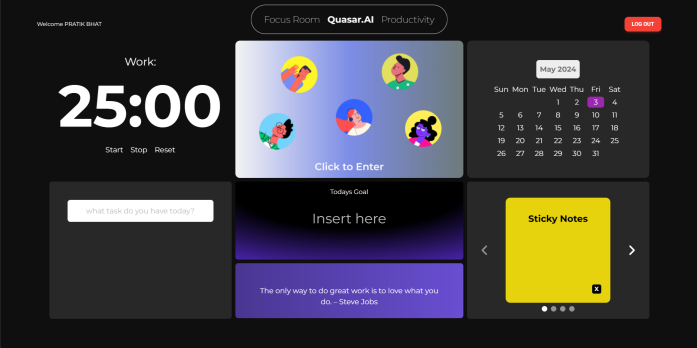 Welcome PRATIK BHAT
Focus Room Quasar.AI Productivity
LOG OUT
Work:
25:00
Start Stop Reset
Click to Enter
May 2024
Sun Mon Tue Wed Thu Fri Sat
1 2 3 4
5 6 7 8 9 10 11
12 13 14 15 16 17 18
19 20 21 22 23 24 25
26 27 28 29 30 31
what task do you have today?
Todays Goal
Insert here
The only way to do great work is to love what you
do. – Steve Jobs
Sticky Notes
X